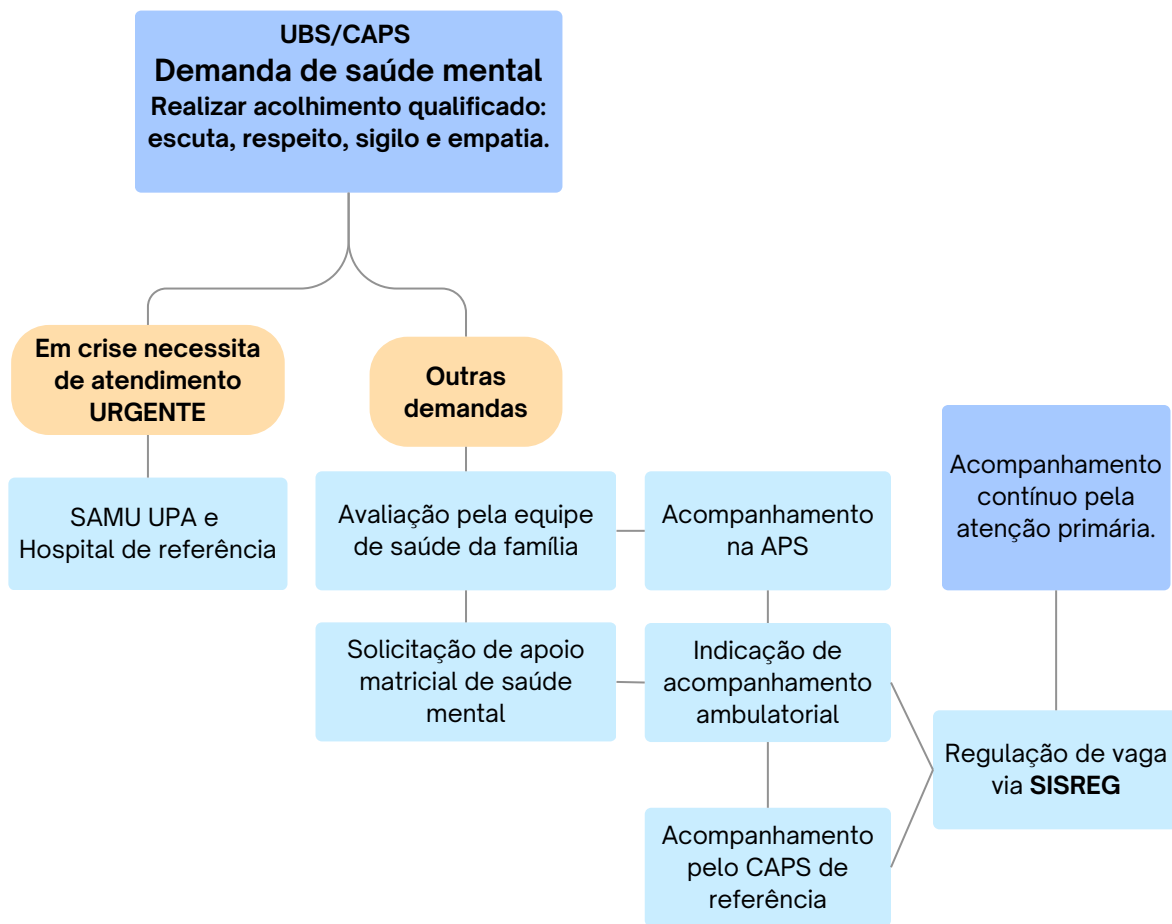 UBS/CAPS
Demanda de saúde mental
Realizar acolhimento qualificado:
escuta, respeito, sigilo e empatia.
Em crise necessita
de atendimento
URGENTE
Outras
demandas
SAMU UPA e
Hospital de referência
Avaliação pela equipe
de saúde da família
Acompanhamento
na APS
Acompanhamento
contínuo pela
atenção primária.
Solicitação de apoio
matricial de saúde
mental
Indicação de
acompanhamento
ambulatorial
Regulação de vaga
via SISREG
Acompanhamento
pelo CAPS de
referência